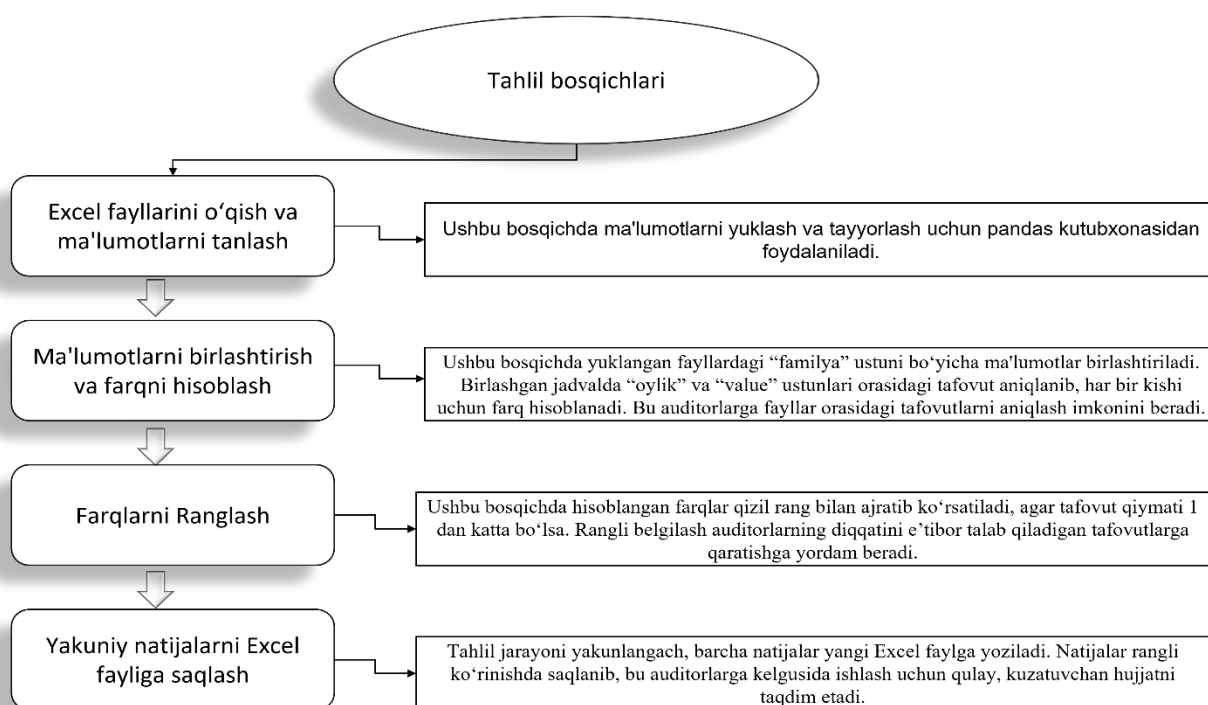 Tahlil bosqichlari
Excel fayllarini o‘qish va
ma'lumotlarni tanlash
Ushbu bosqichda ma'lumotlarni yuklash va tayyorlash uchun pandas kutubxonasidan
foydalaniladi.
Ma'lumotlarni birlashtirish
va farqni hisoblash
Ushbu bosqichda yuklangan fayllardagi “familya” ustuni bo‘yicha ma'lumotlar birlashtiriladi.
Birlashgan jadvalda “oylik” va “value” ustunlari orasidagi tafovut aniqlanib, har bir kishi
uchun farq hisoblanadi. Bu auditorlarga fayllar orasidagi tafovutlarni aniqlash imkonini beradi.
Farqlarni Ranglash
Ushbu bosqichda hisoblangan farqlar qizil rang bilan ajratib ko‘rsatiladi, agar tafovut qiymati 1
dan katta bo‘lsa. Rangli belgilash auditorlarning diqqatini e’tibor talab qiladigan tafovutlarga
qaratishga yordam beradi.
Yakuniy natijalarni Excel
fayliga saqlash
Tahlil jarayoni yakunlangach, barcha natijalar yangi Excel faylga yoziladi. Natijalar rangli
ko‘rinishda saqlanib, bu auditorlarga kelgusida ishlash uchun qulay, kuzatuvchan hujjatni
taqdim etadi.